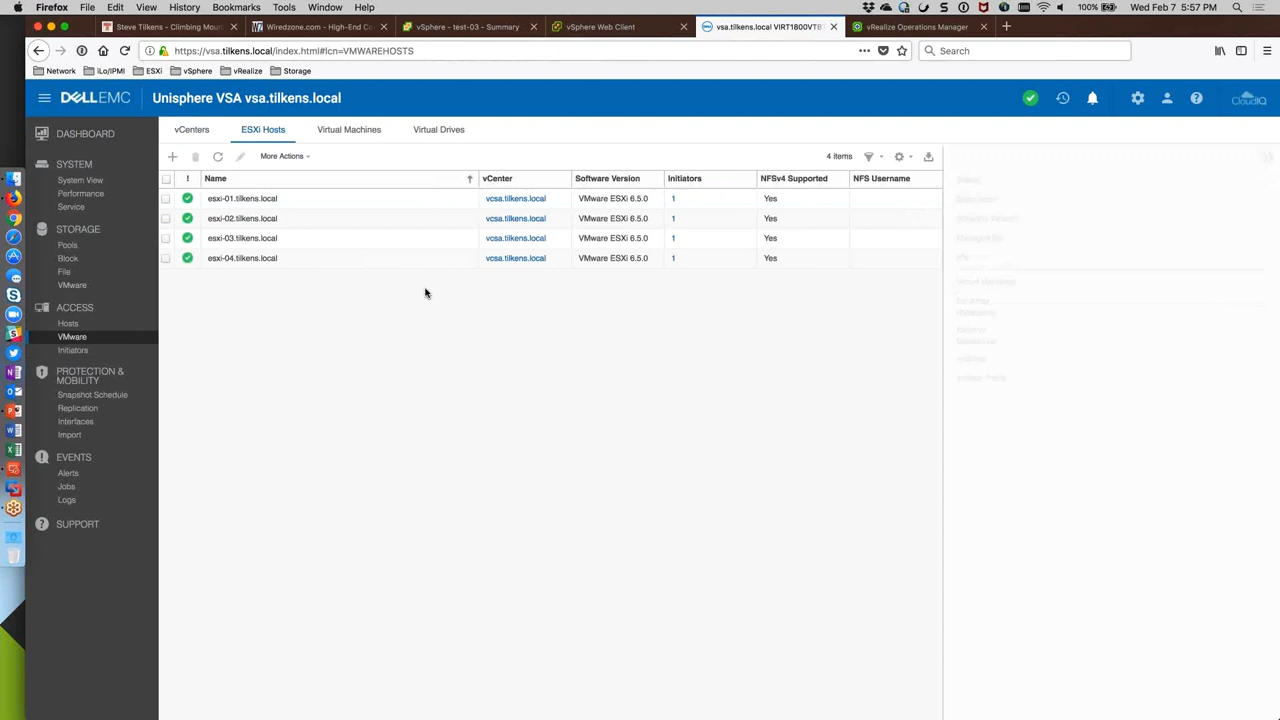 Firefox File Edit View History Bookmarks Tools Window Help 100% Wed Feb 7 5:57 PM
Steve Tilkens – Climbing Moun
Wiredzone.com - High-End Co
vSphere - test-03 - Summary
vSphere Web Client
vsa.tilkens.local
vRealize Operations Manager
https://vsa.tilkens.local/index.html#lcn=VMWAREHOSTS Search
Network iLo/IPMI ESXi vSphere vRealize Storage
DELLEMC Unisphere VSA vsa.tilkens.local CloudIQ
DASHBOARD
SYSTEM
System View
Performance
Service
STORAGE
Pools
Block
File
VMware
ACCESS
Hosts
VMware
Initiators
PROTECTION &
MOBILITY
Snapshot Schedule
Replication
Interfaces
Import
EVENTS
Alerts
Jobs
Logs
SUPPORT
vCenters ESXi Hosts Virtual Machines Virtual Drives
More Actions 4 items
! Name vCenter Software Version Initiators NFSv4 Supported NFS Username
esxi-01.tilkens.local vcsa.tilkens.local VMware ESXi 6.5.0 1 Yes
esxi-02.tilkens.local vcsa.tilkens.local VMware ESXi 6.5.0 1 Yes
esxi-03.tilkens.local vcsa.tilkens.local VMware ESXi 6.5.0 1 Yes
esxi-04.tilkens.local vcsa.tilkens.local VMware ESXi 6.5.0 1 Yes